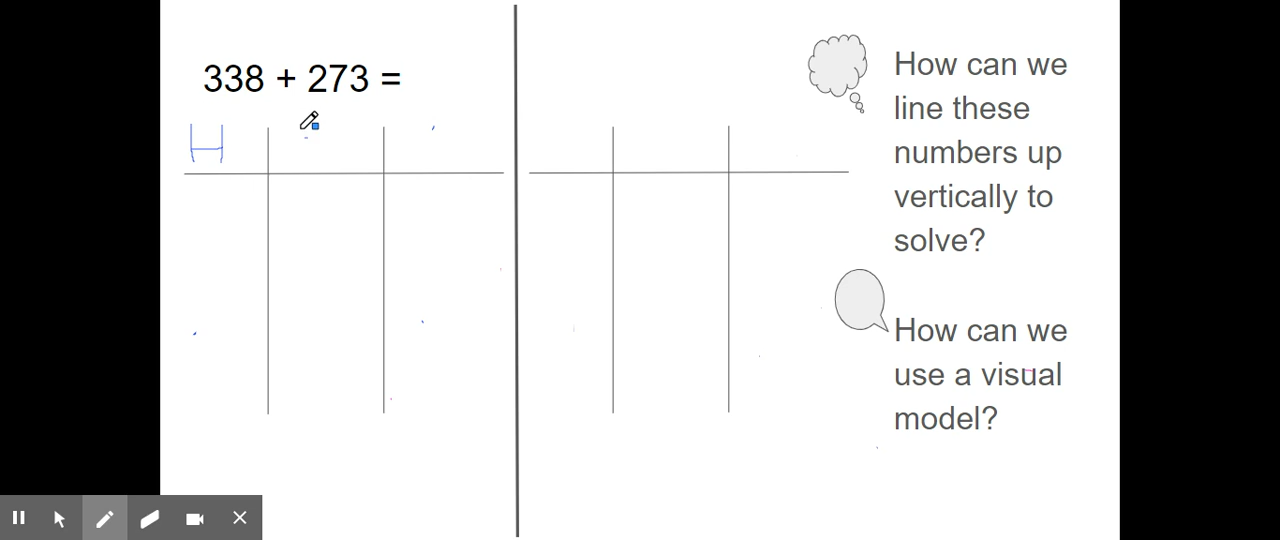 338 + 273 =
H
How can we
line these
numbers up
vertically to
solve?
How can we
use a visual
model?